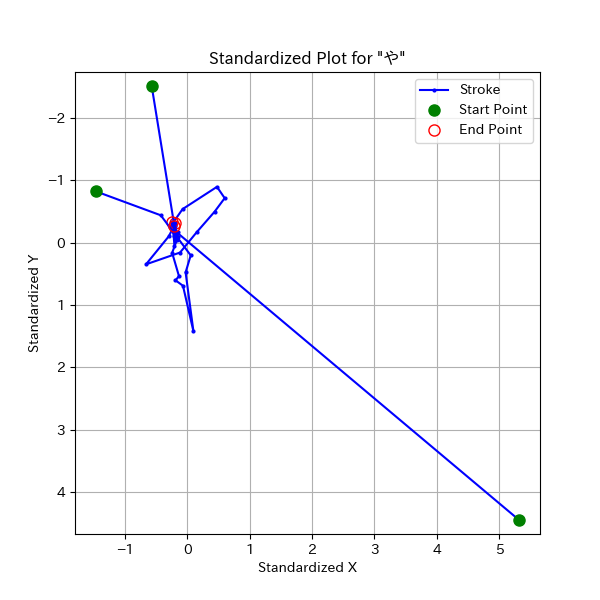 Standardized Plot for "や"
Stroke
Start Point
End Point
Standardized Y
−2
−1
0
1
2
3
4
−1
0
1
2
3
4
5
Standardized X